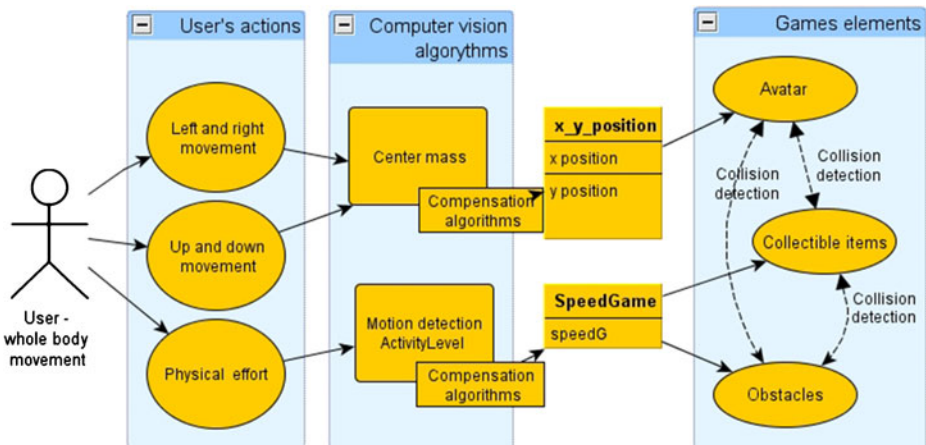 User's actions
Computer vision
algorythms
Games elements
Left and right
movement
Up and down
movement
Physical effort
User -
whole body
movement
Center mass
Compensation
algorithms
Motion detection
ActivityLevel
Compensation
algorithms
x_y_position
x position
y position
SpeedGame
speedG
Avatar
Collision
detection
Collision
detection
Collectible items
Collision
detection
Obstacles